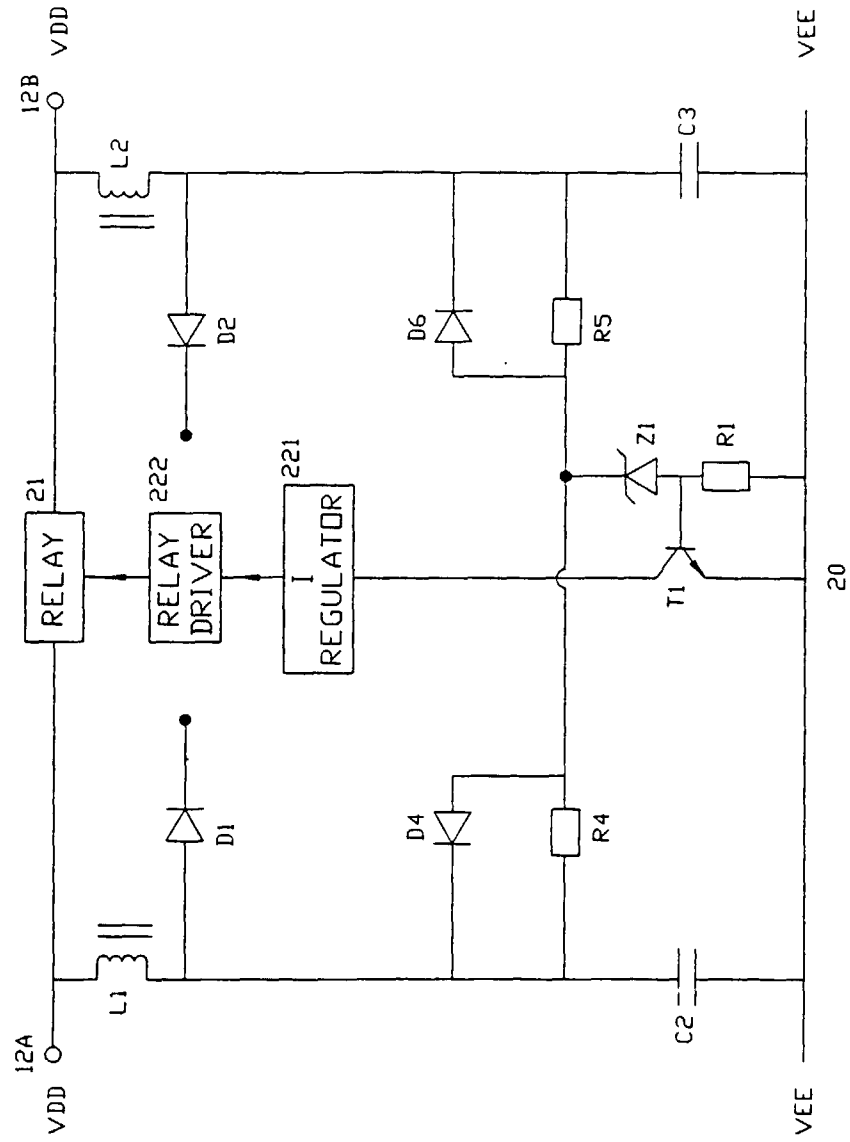 12A
VDD
12B
VDD
RELAY
21
L1
L2
RELAY
DRIVER
222
D1
D2
I
REGULATOR
221
D4
D6
R4
R5
Z1
T1
R1
C2
C3
VEE
20
VEE